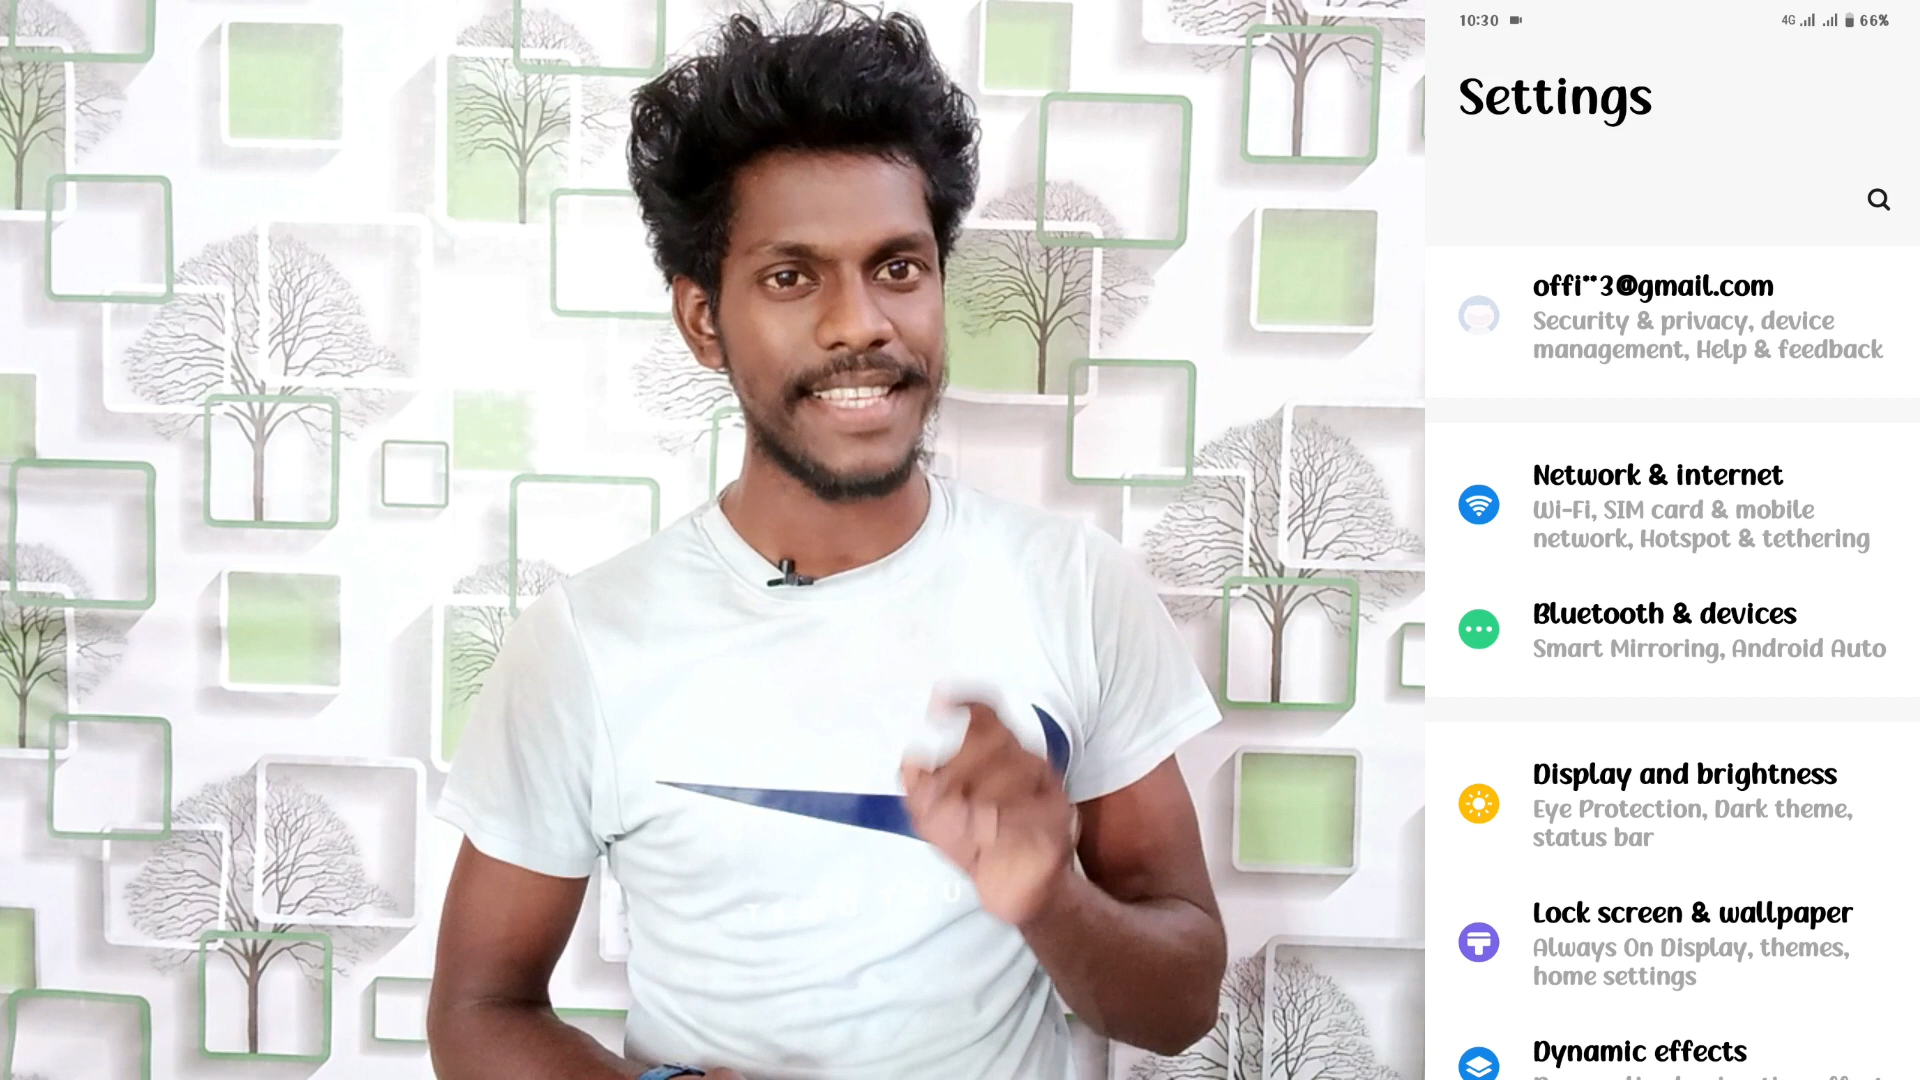 10:30
4G 66%
Settings
offi**3@gmail.com
Security & privacy, device
management, Help & feedback
Network & internet
Wi-Fi, SIM card & mobile
network, Hotspot & tethering
Bluetooth & devices
Smart Mirroring, Android Auto
Display and brightness
Eye Protection, Dark theme,
status bar
Lock screen & wallpaper
Always On Display, themes,
home settings
Dynamic effects